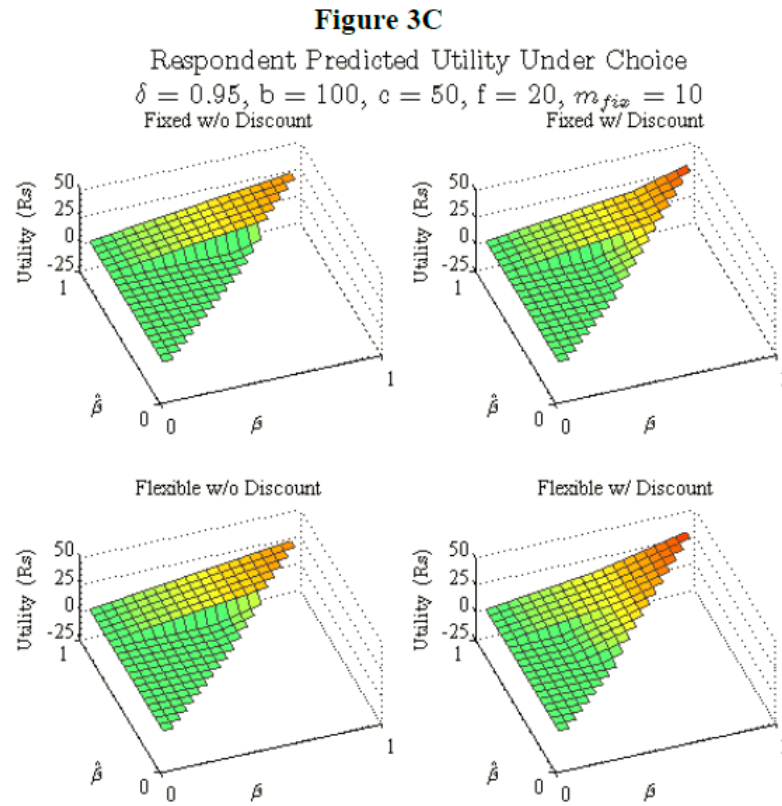 Figure 3C
Respondent Predicted Utility Under Choice
δ = 0.95, b = 100, c = 50, f = 20, m_fix = 10
Fixed w/o Discount
Fixed w/ Discount
Utility (Rs)
50
25
0
-25
1
β̂
0
0
β
1
Utility (Rs)
50
25
0
-25
1
β̂
0
0
β
1
Flexible w/o Discount
Flexible w/ Discount
Utility (Rs)
50
25
0
-25
1
β̂
0
0
β
1
Utility (Rs)
50
25
0
-25
1
β̂
0
0
β
1